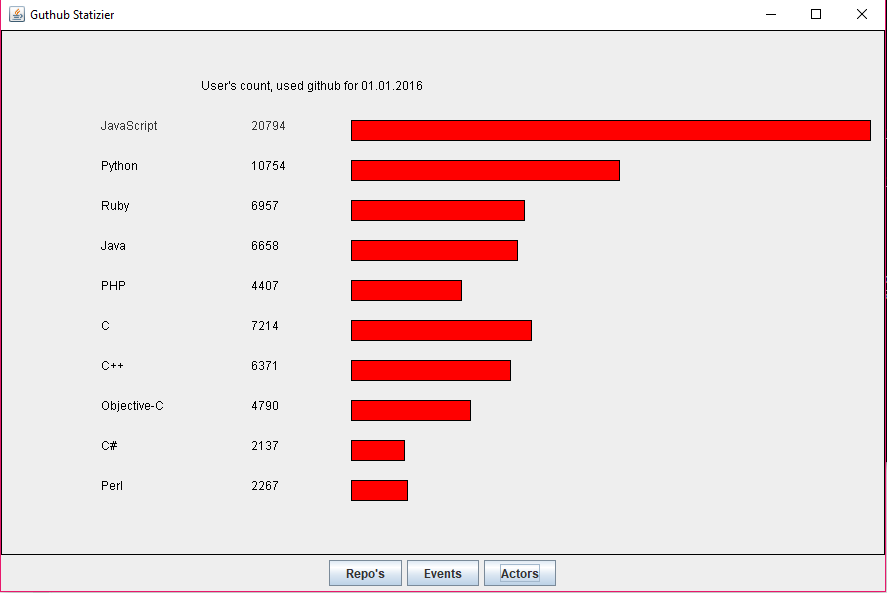 Guthub Statizier
User's count, used github for 01.01.2016
JavaScript 20794
Python 10754
Ruby 6957
Java 6658
PHP 4407
C 7214
C++ 6371
Objective-C 4790
C# 2137
Perl 2267
Repo's Events Actors